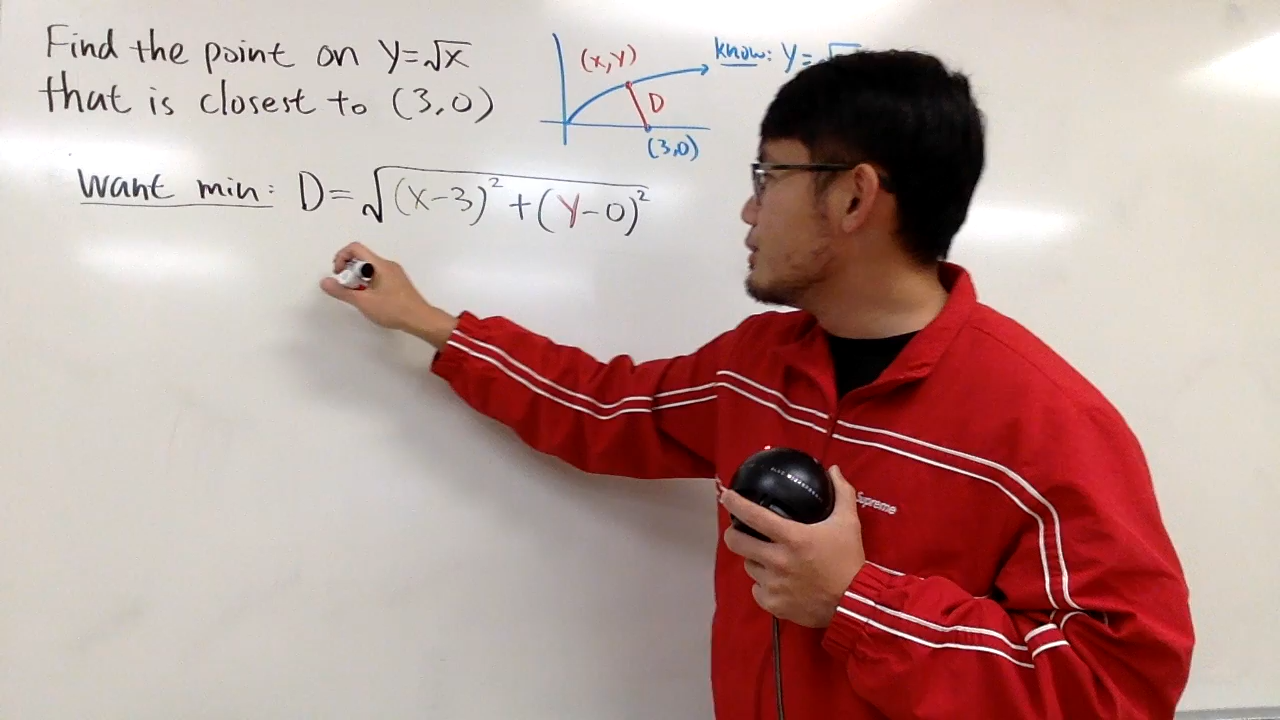 Find the point on y=√x
that is closest to (3,0)
(x,y)
know: y=√
D
(3,0)
Want min: D=√(x-3)²+(y-0)²
Supreme